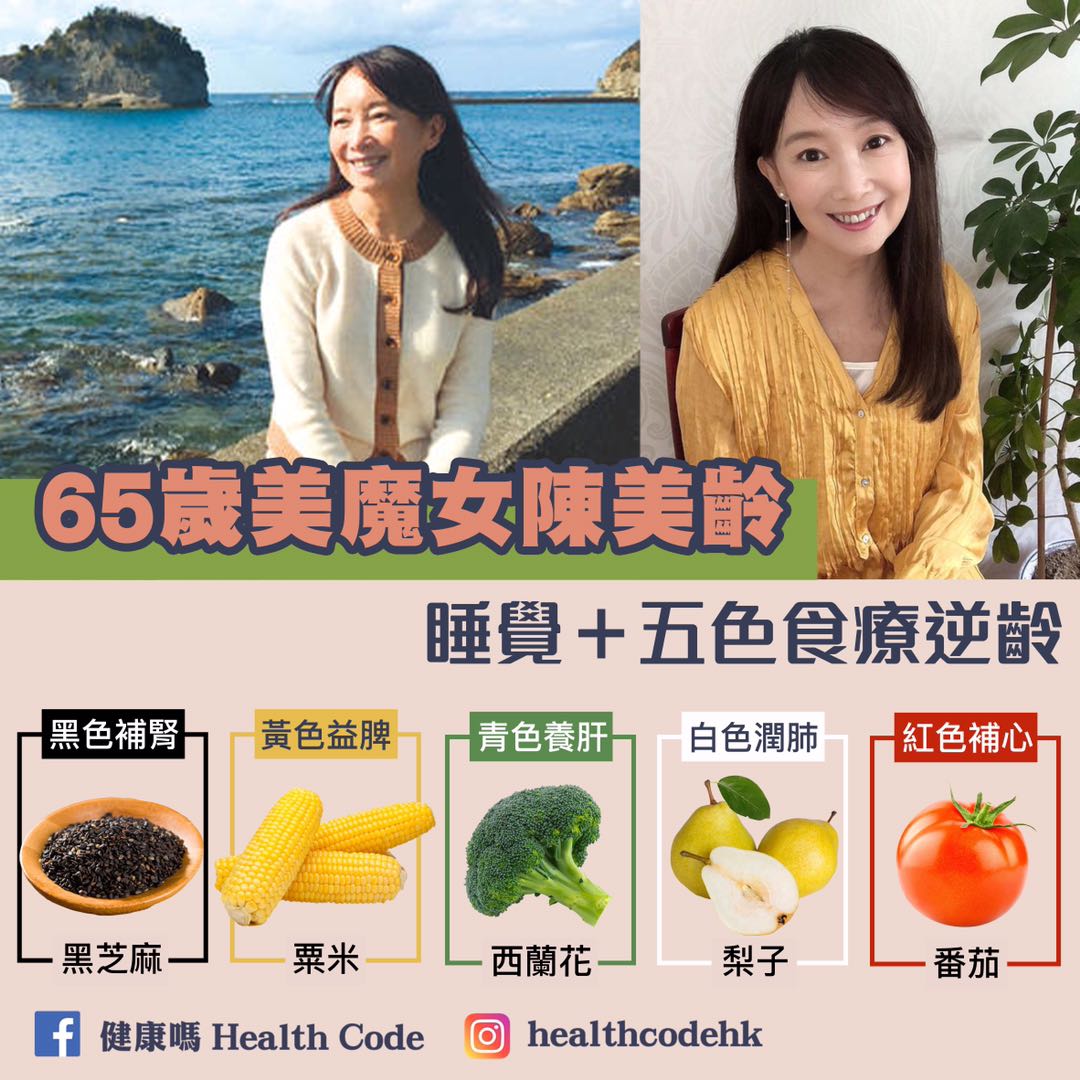 65歲美魔女陳美齡
睡覺＋五色食療逆齡
黑色補腎
黃色益脾
青色養肝
白色潤肺
紅色補心
黑芝麻
粟米
西蘭花
梨子
番茄
健康嗎 Health Code
healthcodehk